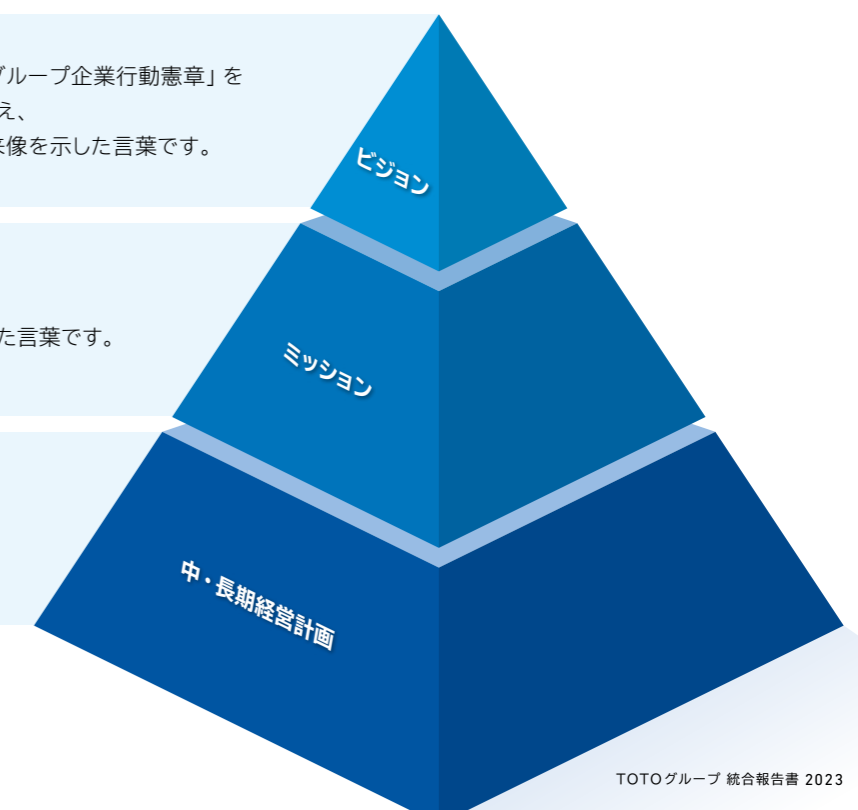 グループ企業行動憲章」を
え、
来像を示した言葉です。
ビジョン
た言葉です。
ミッション
中・長期経営計画
TOTOグループ 統合報告書 2023